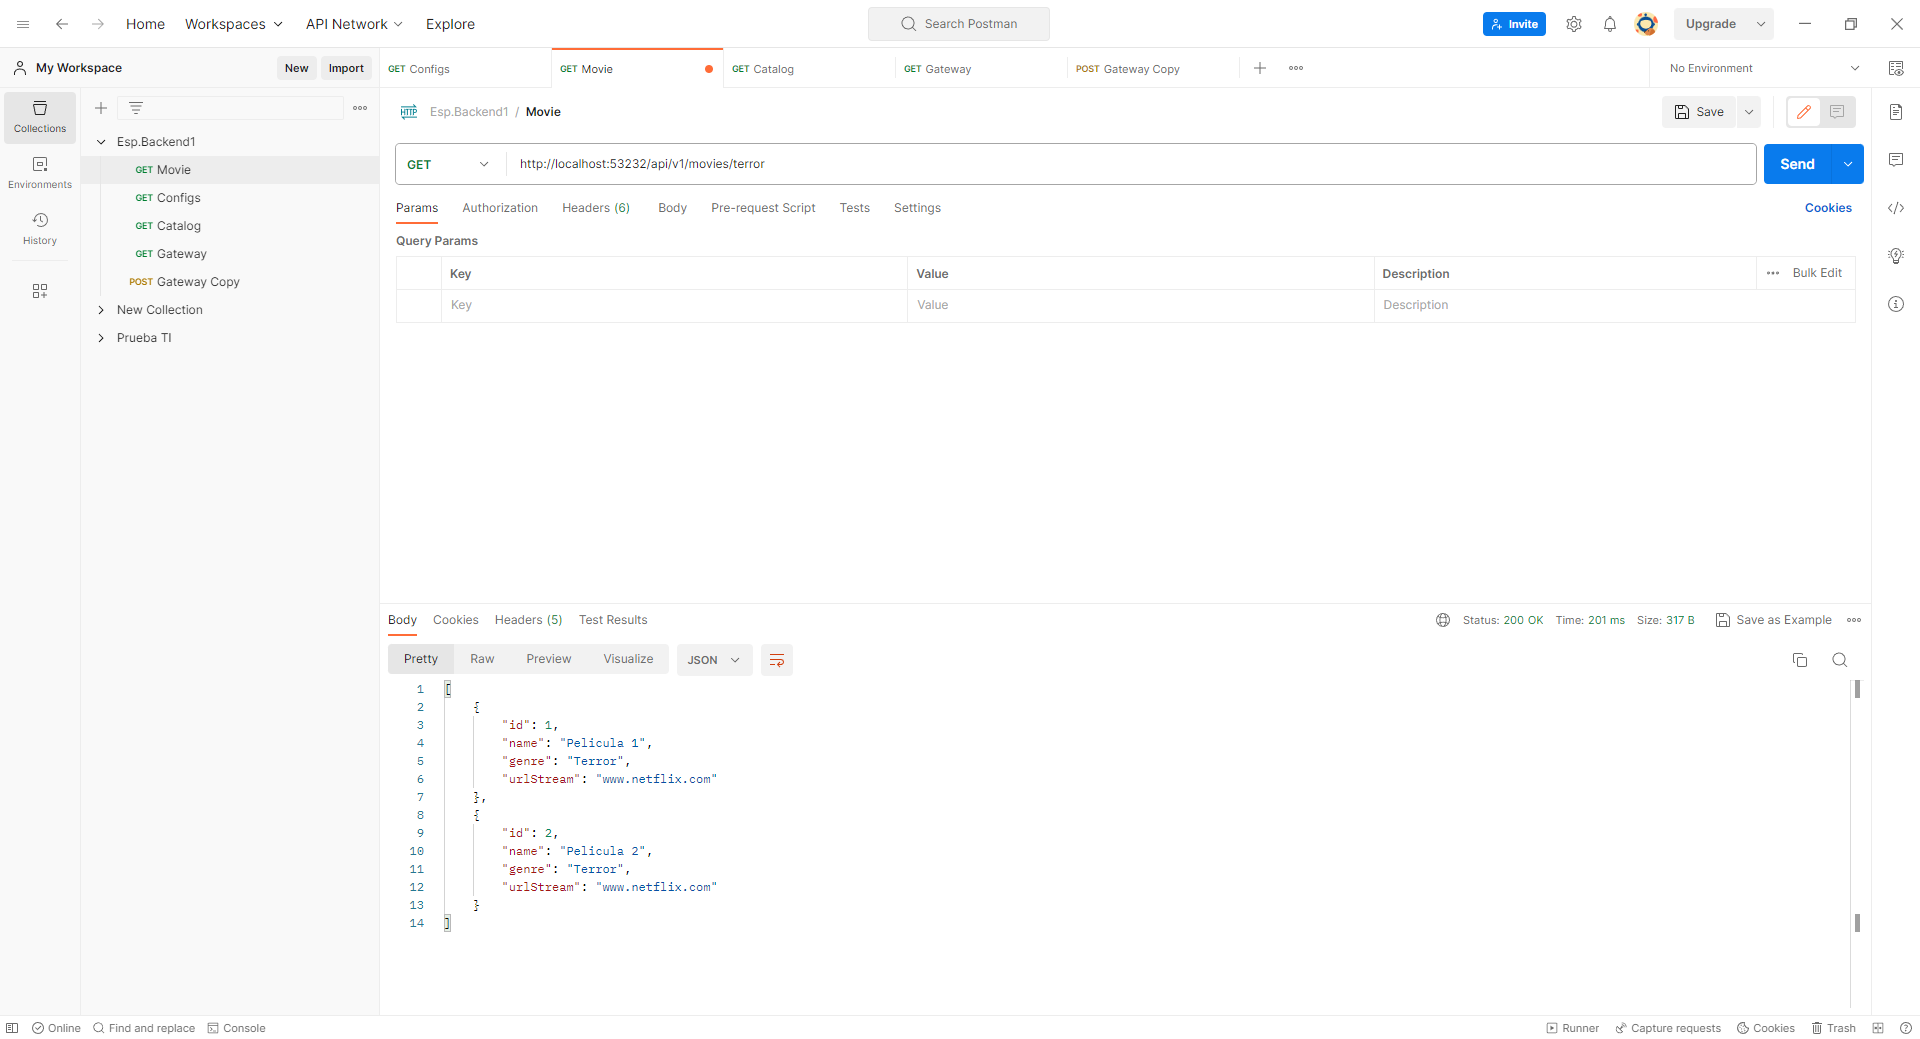 Home Workspaces API Network Explore Search Postman Invite Upgrade
My Workspace New Import GET Configs GET Movie GET Catalog GET Gateway POST Gateway Copy No Environment
Collections
Environments
History
Esp.Backend1
GET Movie
GET Configs
GET Catalog
GET Gateway
POST Gateway Copy
New Collection
Prueba TI
HTTP Esp.Backend1 / Movie Save
GET http://localhost:53232/api/v1/movies/terror Send
Params Authorization Headers (6) Body Pre-request Script Tests Settings Cookies
Query Params
Key Value Description Bulk Edit
Key Value Description
Body Cookies Headers (5) Test Results Status: 200 OK Time: 201 ms Size: 317 B Save as Example
Pretty Raw Preview Visualize JSON
1 [
2 {
3 "id": 1,
4 "name": "Pelicula 1",
5 "genre": "Terror",
6 "urlStream": "www.netflix.com"
7 },
8 {
9 "id": 2,
10 "name": "Pelicula 2",
11 "genre": "Terror",
12 "urlStream": "www.netflix.com"
13 }
14 ]
Online Find and replace Console Runner Capture requests Cookies Trash